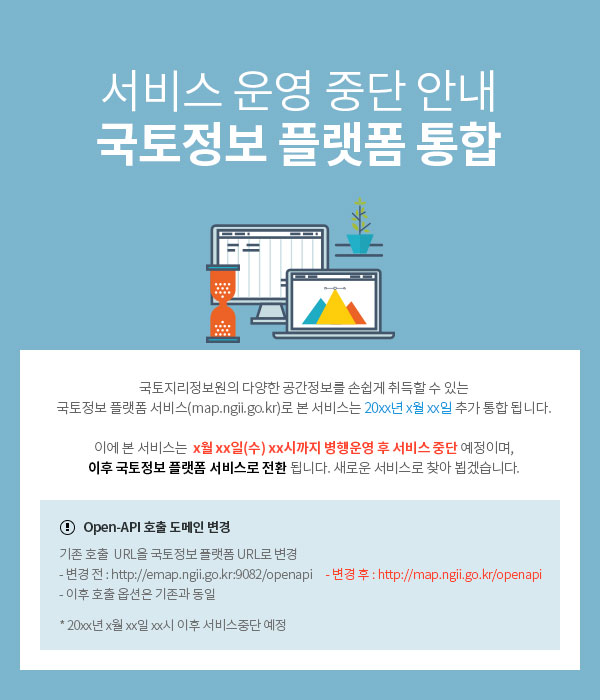 서비스 운영 중단 안내
국토정보 플랫폼 통합
국토지리정보원의 다양한 공간정보를 손쉽게 취득할 수 있는
국토정보 플랫폼 서비스(map.ngii.go.kr)로 본 서비스는 20xx년 x월 xx일 추가 통합 됩니다.
이에 본 서비스는 x월 xx일(수) xx시까지 병행운영 후 서비스 중단 예정이며,
이후 국토정보 플랫폼 서비스로 전환 됩니다. 새로운 서비스로 찾아 뵙겠습니다.
Open-API 호출 도메인 변경
기존 호출 URL을 국토정보 플랫폼 URL로 변경
- 변경 전 : http://emap.ngii.go.kr:9082/openapi - 변경 후 : http://map.ngii.go.kr/openapi
- 이후 호출 옵션은 기존과 동일
* 20xx년 x월 xx일 xx시 이후 서비스중단 예정